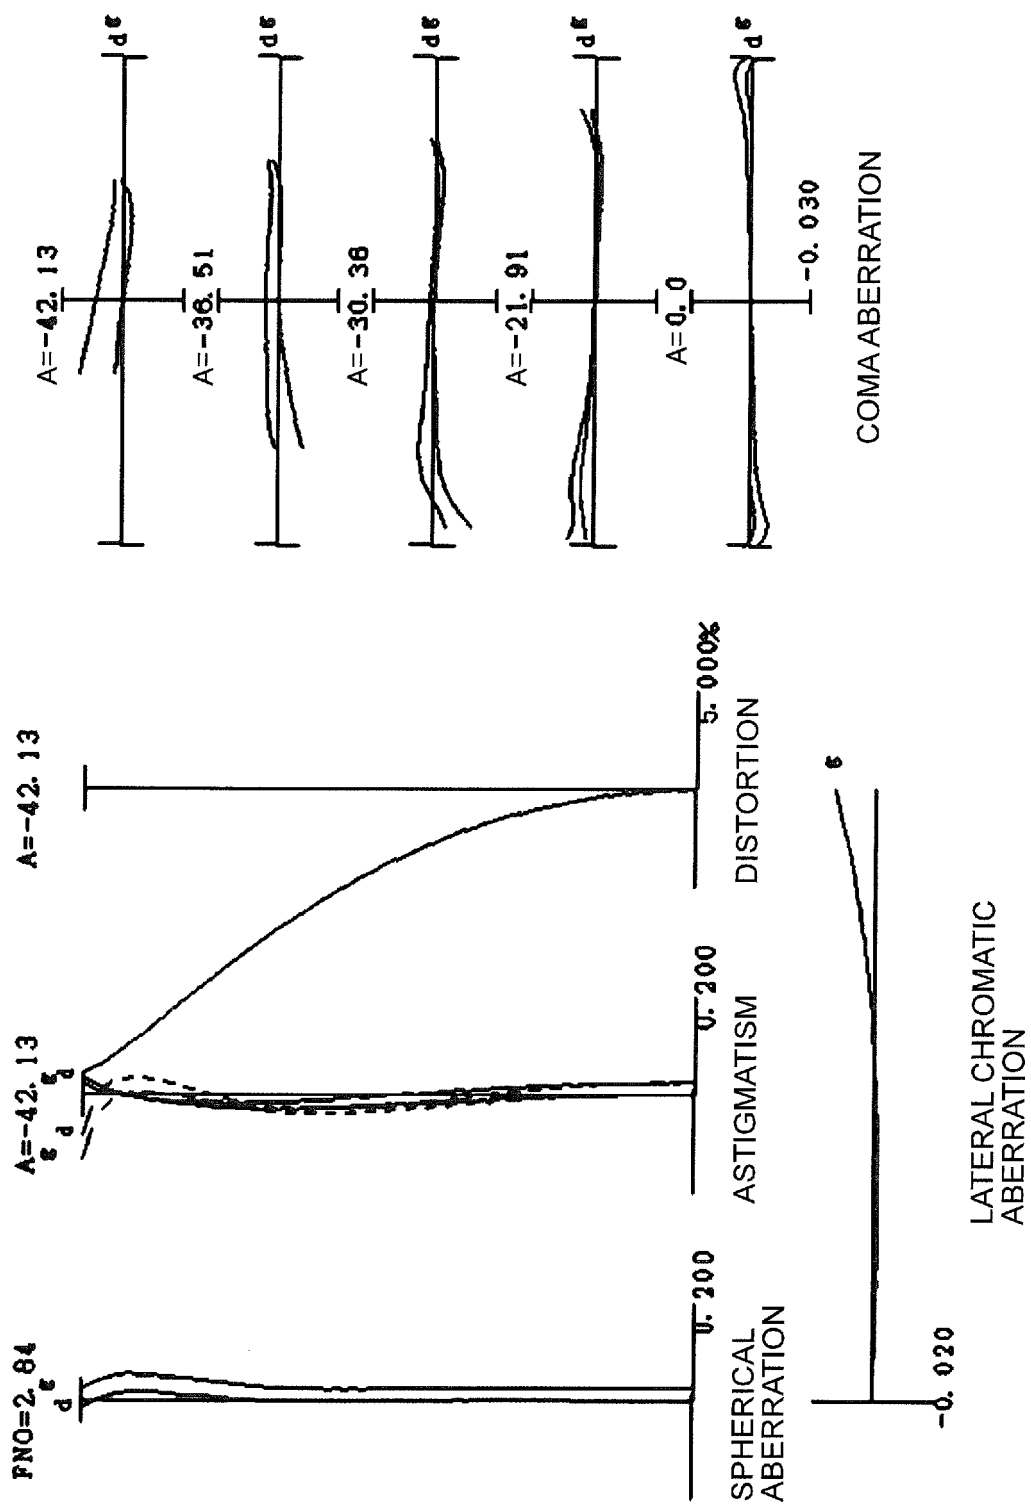 FNO=2. 84
d
g
0. 200
SPHERICAL
ABERRATION
A=-42. 13
g
d
g
d
0. 200
ASTIGMATISM
A=-42. 13
5. 000%
DISTORTION
A=-42. 13
d
g
A=-36. 51
d
g
A=-30. 36
d
g
A=-21. 91
d
g
A=0. 0
d
g
-0. 030
COMA ABERRATION
g
-0. 020
LATERAL CHROMATIC
ABERRATION